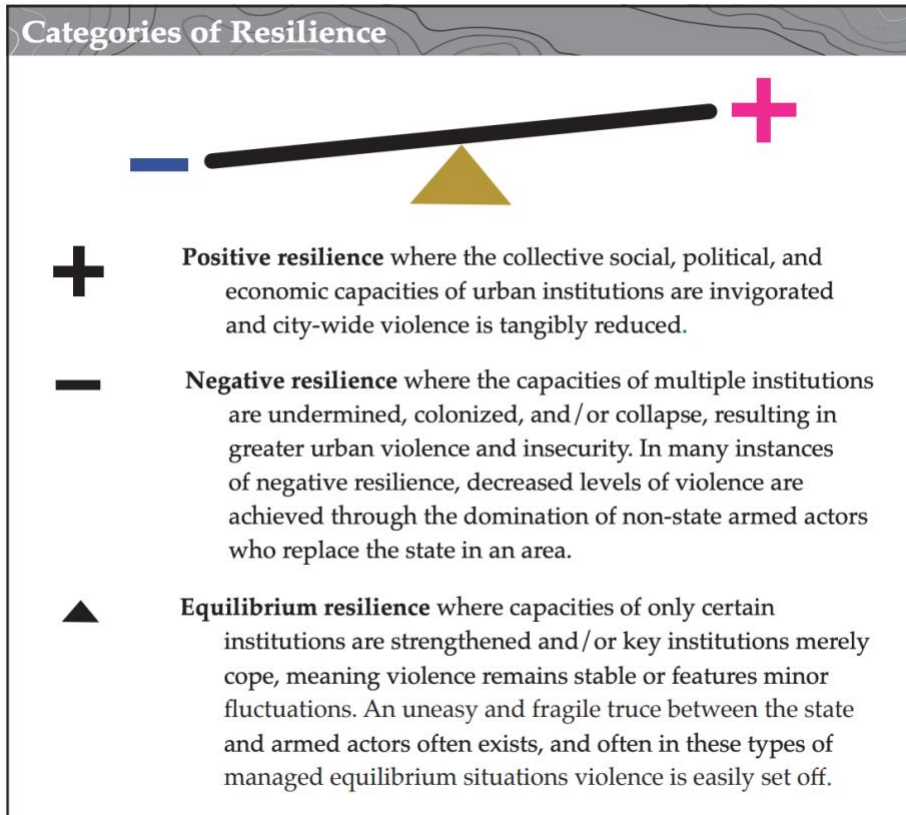 Categories of Resilience
Positive resilience where the collective social, political, and
economic capacities of urban institutions are invigorated
and city-wide violence is tangibly reduced.
Negative resilience where the capacities of multiple institutions
are undermined, colonized, and/or collapse, resulting in
greater urban violence and insecurity. In many instances
of negative resilience, decreased levels of violence are
achieved through the domination of non-state armed actors
who replace the state in an area.
Equilibrium resilience where capacities of only certain
institutions are strengthened and/or key institutions merely
cope, meaning violence remains stable or features minor
fluctuations. An uneasy and fragile truce between the state
and armed actors often exists, and often in these types of
managed equilibrium situations violence is easily set off.